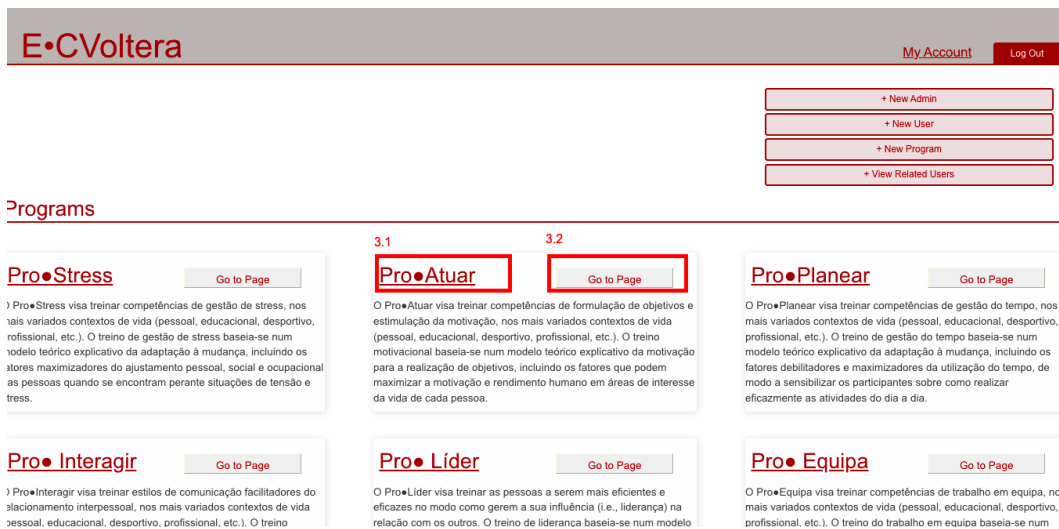 E•CVoltera
My Account
Log Out
+ New Admin
+ New User
+ New Program
+ View Related Users
Programs
3.1
3.2
Pro●Stress
Go to Page
O Pro●Stress visa treinar competências de gestão de stress, nos
mais variados contextos de vida (pessoal, educacional, desportivo,
profissional, etc.). O treino de gestão de stress baseia-se num
modelo teórico explicativo da adaptação à mudança, incluindo os
fatores maximizadores do ajustamento pessoal, social e ocupacional
das pessoas quando se encontram perante situações de tensão e
stress.
Pro●Atuar
Go to Page
O Pro●Atuar visa treinar competências de formulação de objetivos e
estimulação da motivação, nos mais variados contextos de vida
(pessoal, educacional, desportivo, profissional, etc.). O treino
motivacional baseia-se num modelo teórico explicativo da motivação
para a realização de objetivos, incluindo os fatores que podem
maximizar a motivação e rendimento humano em áreas de interesse
da vida de cada pessoa.
Pro●Planear
Go to Page
O Pro●Planear visa treinar competências de gestão do tempo, nos
mais variados contextos de vida (pessoal, educacional, desportivo,
profissional, etc.). O treino de gestão do tempo baseia-se num
modelo teórico explicativo da adaptação à mudança, incluindo os
fatores debilitadores e maximizadores da utilização do tempo, de
modo a sensibilizar os participantes sobre como realizar
eficazmente as atividades do dia a dia.
Pro● Interagir
Go to Page
O Pro●Interagir visa treinar estilos de comunicação facilitadores do
relacionamento interpessoal, nos mais variados contextos de vida
(pessoal, educacional, desportivo, profissional, etc.). O treino
Pro● Líder
Go to Page
O Pro●Líder visa treinar as pessoas a serem mais eficientes e
eficazes no modo como gerem a sua influência (i.e., liderança) na
relação com os outros. O treino de liderança baseia-se num modelo
Pro● Equipa
Go to Page
O Pro●Equipa visa treinar competências de trabalho em equipa, no
mais variados contextos de vida (pessoal, educacional, desportivo,
profissional, etc.). O treino do trabalho em equipa baseia-se num